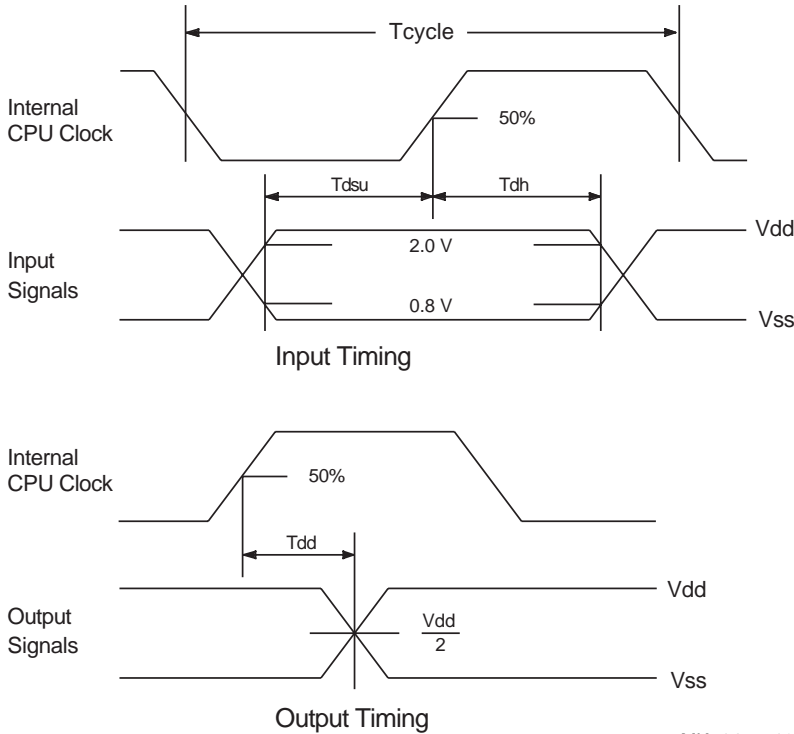 Tcycle
Internal
CPU Clock
50%
Tdsu
Tdh
Vdd
2.0 V
Input
Signals
0.8 V
Vss
Input Timing
Internal
CPU Clock
50%
Tdd
Vdd
Output
Signals
Vdd
2
Vss
Output Timing